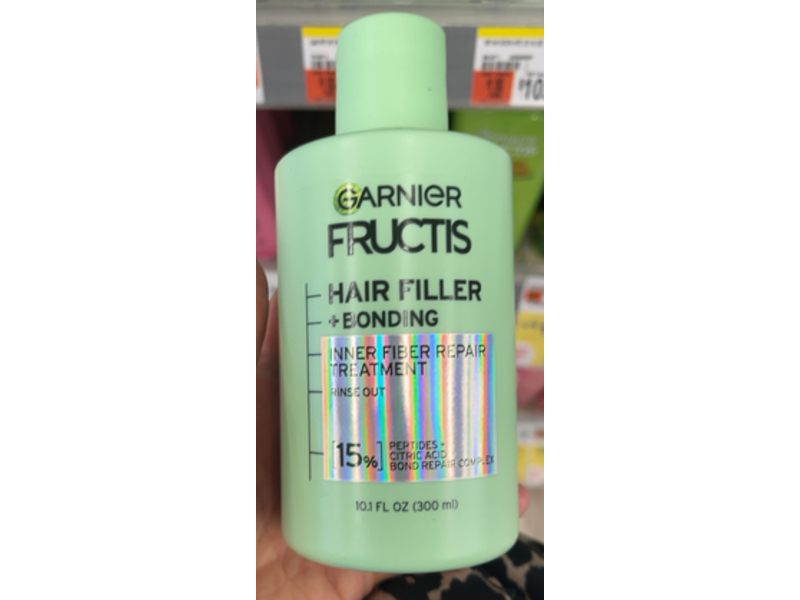 GARNIER
FRUCTIS
HAIR FILLER
+ BONDING
INNER FIBER REPAIR
TREATMENT
RINSE OUT
[15%]
PEPTIDES +
CITRIC ACID
BOND REPAIR COMPLEX
10.1 FL OZ (300 ml)